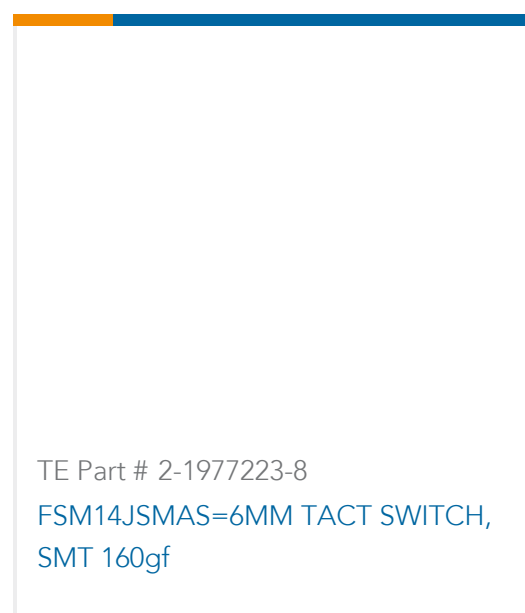 TE Part # 2-1977223-8
FSM14JSMAS=6MM TACT SWITCH,
SMT 160gf